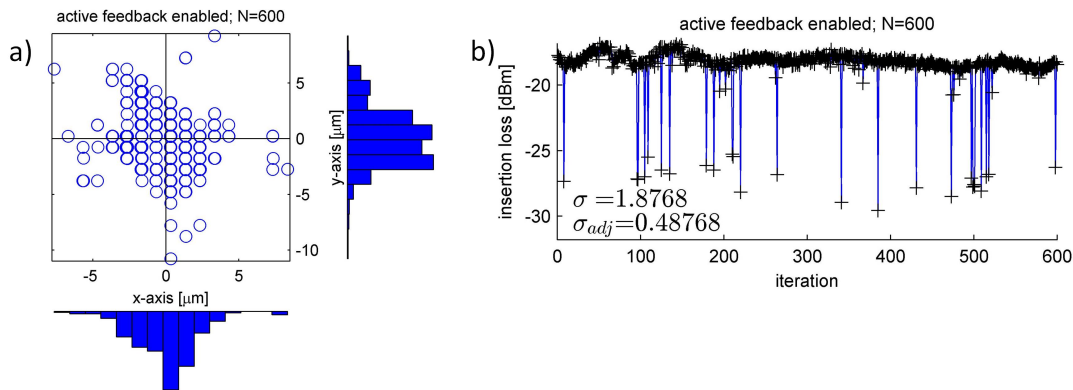 active feedback enabled; N=600
a)
5
0
-5
-10
y-axis [μm]
-5
0
5
x-axis [μm]
b)
active feedback enabled; N=600
-20
-25
-30
insertion loss [dBm]
σ =1.8768
σadj=0.48768
0
100
200
300
400
500
600
iteration